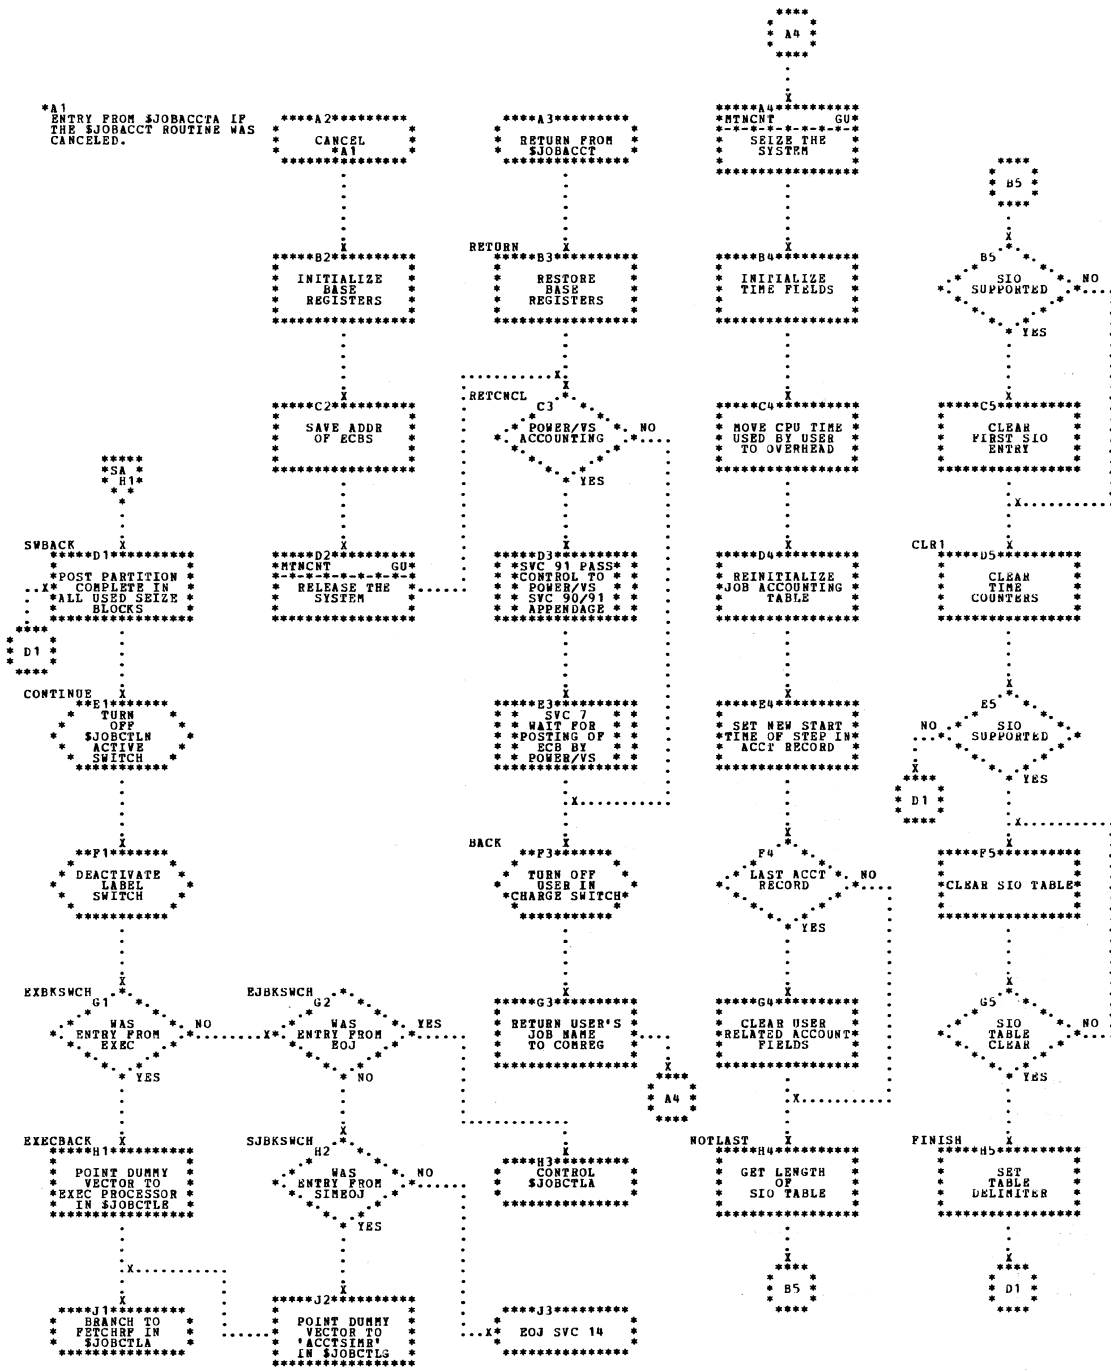 A4
*A1
ENTRY FROM $JOBACCTA IF
THE $JOBACCT ROUTINE WAS
CANCELED.
A2
CANCEL
*A1
A3
RETURN FROM
$JOBACCT
A4
MTNCNT GU
SEIZE THE
SYSTEM
B5
B2
INITIALIZE
BASE
REGISTERS
RETURN
B3
RESTORE
BASE
REGISTERS
B4
INITIALIZE
TIME FIELDS
B5
SIO
SUPPORTED
NO
YES
C2
SAVE ADDR
OF ECBS
RETCNCL
C3
POWER/VS
ACCOUNTING
NO
YES
C4
MOVE CPU TIME
USED BY USER
TO OVERHEAD
C5
CLEAR
FIRST SIO
ENTRY
SA
H1
SWBACK
D1
POST PARTITION
COMPLETE IN
ALL USED SEIZE
BLOCKS
D1
D2
MTNCNT GU
RELEASE THE
SYSTEM
D3
SVC 91 PASS
CONTROL TO
POWER/VS
SVC 90/91
APPENDAGE
D4
REINITIALIZE
JOB ACCOUNTING
TABLE
CLR1
D5
CLEAR
TIME
COUNTERS
CONTINUE
E1
TURN
OFF
$JOBCTLN
ACTIVE
SWITCH
E3
SVC 7
WAIT FOR
POSTING OF
ECB BY
POWER/VS
E4
SET NEW START
TIME OF STEP IN
ACCT RECORD
E5
NO
SIO
SUPPORTED
YES
D1
F1
DEACTIVATE
LABEL
SWITCH
BACK
F3
TURN OFF
USER IN
CHARGE SWITCH
F4
LAST ACCT
RECORD
NO
YES
F5
CLEAR SIO TABLE
EXBKSWCH
G1
WAS
ENTRY FROM
EXEC
NO
YES
EJBKSWCH
G2
WAS
ENTRY FROM
EOJ
YES
NO
G3
RETURN USER'S
JOB NAME
TO COMREG
A4
G4
CLEAR USER
RELATED ACCOUNT
FIELDS
G5
SIO
TABLE
CLEAR
NO
YES
EXECBACK
H1
POINT DUMMY
VECTOR TO
EXEC PROCESSOR
IN $JOBCTLE
SJBKSWCH
H2
WAS
ENTRY FROM
SIMEOJ
NO
YES
H3
CONTROL
$JOBCTLA
NOTLAST
H4
GET LENGTH
OF
SIO TABLE
B5
FINISH
H5
SET
TABLE
DELIMITER
D1
J1
BRANCH TO
FETCHRP IN
$JOBCTLA
J2
POINT DUMMY
VECTOR TO
'ACCTSIMR'
IN $JOBCTLG
J3
EOJ SVC 14